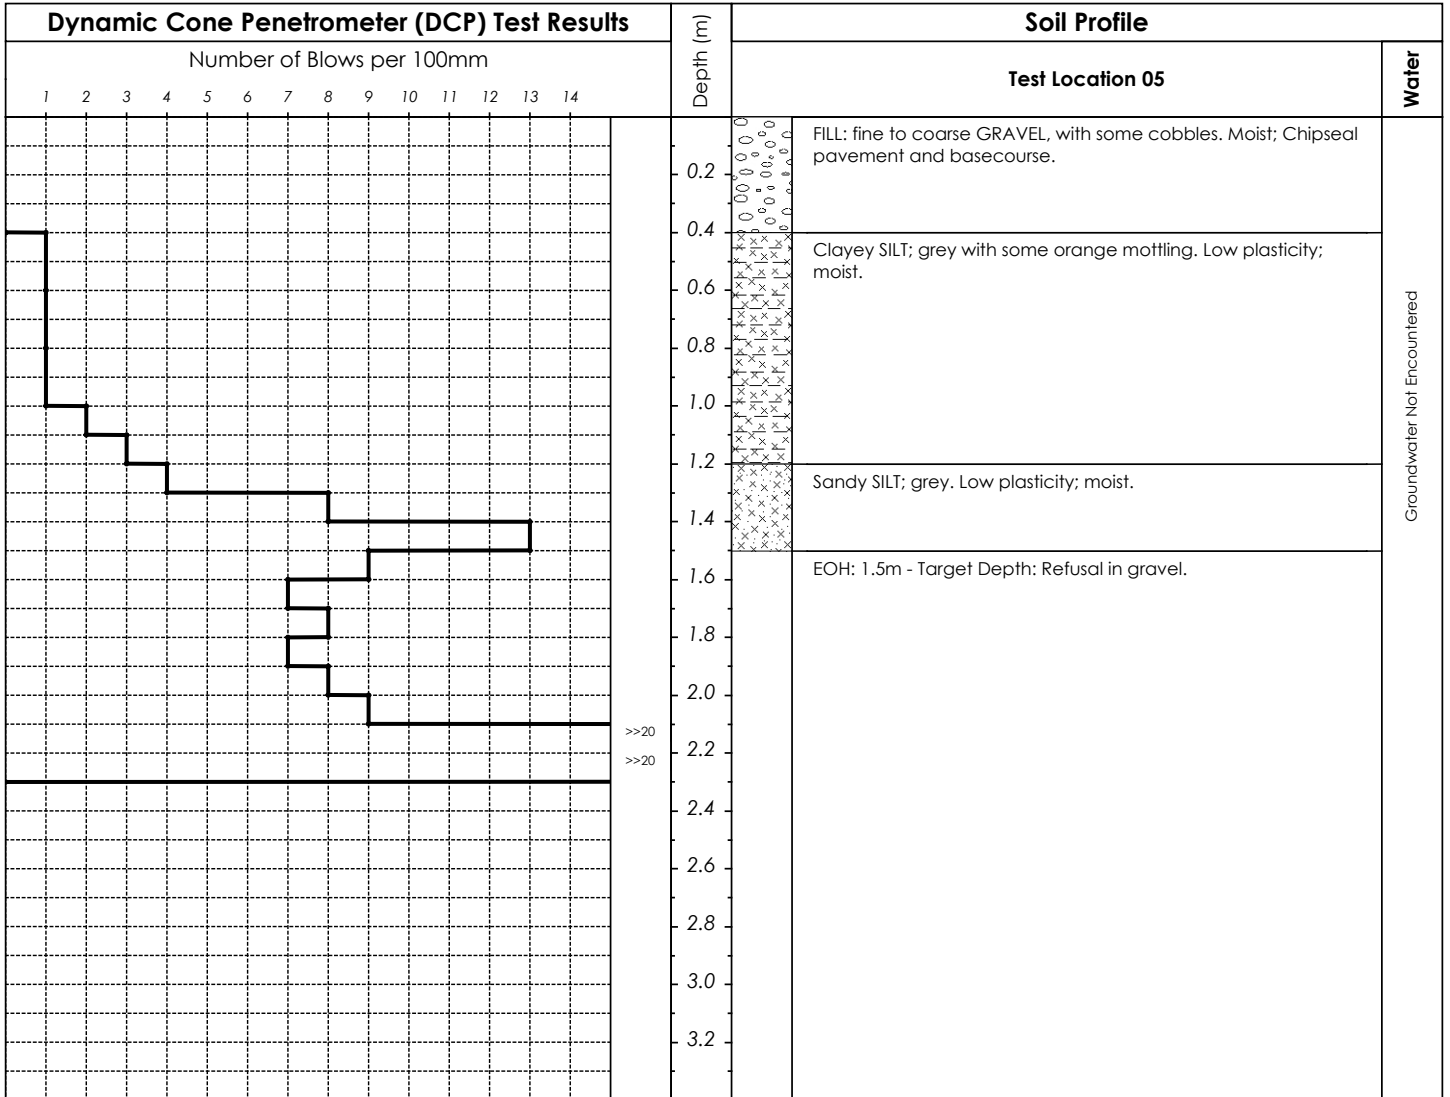 Dynamic Cone Penetrometer (DCP) Test Results
Number of Blows per 100mm
1 2 3 4 5 6 7 8 9 10 11 12 13 14
Depth (m)
Soil Profile
Test Location 05
Water
FILL: fine to coarse GRAVEL, with some cobbles. Moist; Chipseal
pavement and basecourse.
0.2
0.4
Clayey SILT; grey with some orange mottling. Low plasticity;
moist.
0.6
0.8
1.0
1.2
Sandy SILT; grey. Low plasticity; moist.
1.4
EOH: 1.5m - Target Depth: Refusal in gravel.
1.6
1.8
2.0
>>20
2.2
>>20
2.4
2.6
2.8
3.0
3.2
Groundwater Not Encountered